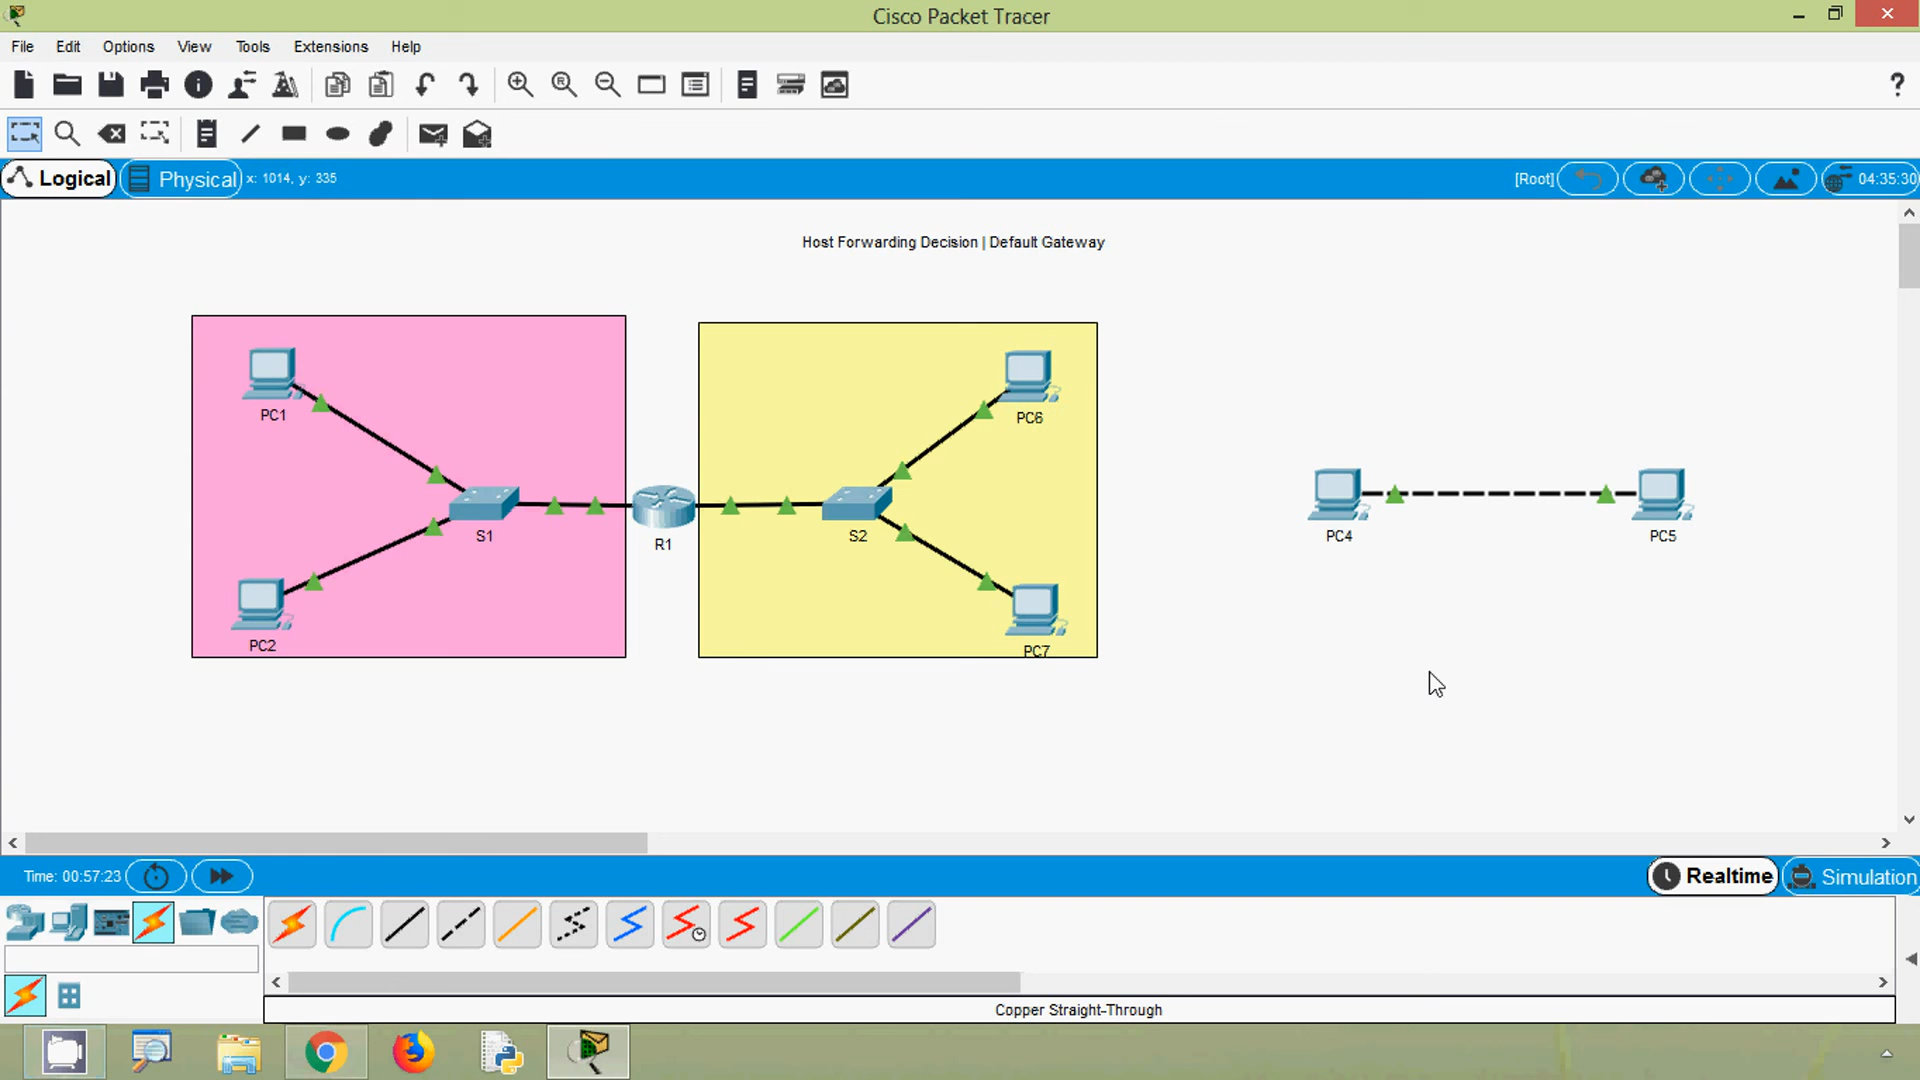 Cisco Packet Tracer
File Edit Options View Tools Extensions Help
Logical Physical x: 1014, y: 335 [Root] 04:35:30
Host Forwarding Decision | Default Gateway
PC1
PC6
S1
R1
S2
PC4
PC5
PC2
PC7
Time: 00:57:23 Realtime Simulation
Copper Straight-Through